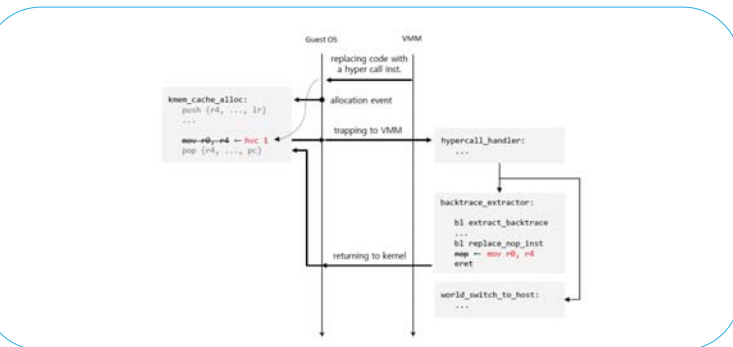 Guest OS
VMM
replacing code with
a hyper call inst.
kmem_cache_alloc:
push {r4, ..., lr}
...
mov r0, r4 ← hvc 1
pop {r4, ..., pc}
allocation event
trapping to VMM
hypercall_handler:
...
backtrace_extractor:
bl extract_backtrace
...
bl replace_nop_inst
nop ← mov r0, r4
eret
returning to kernel
world_switch_to_host:
...